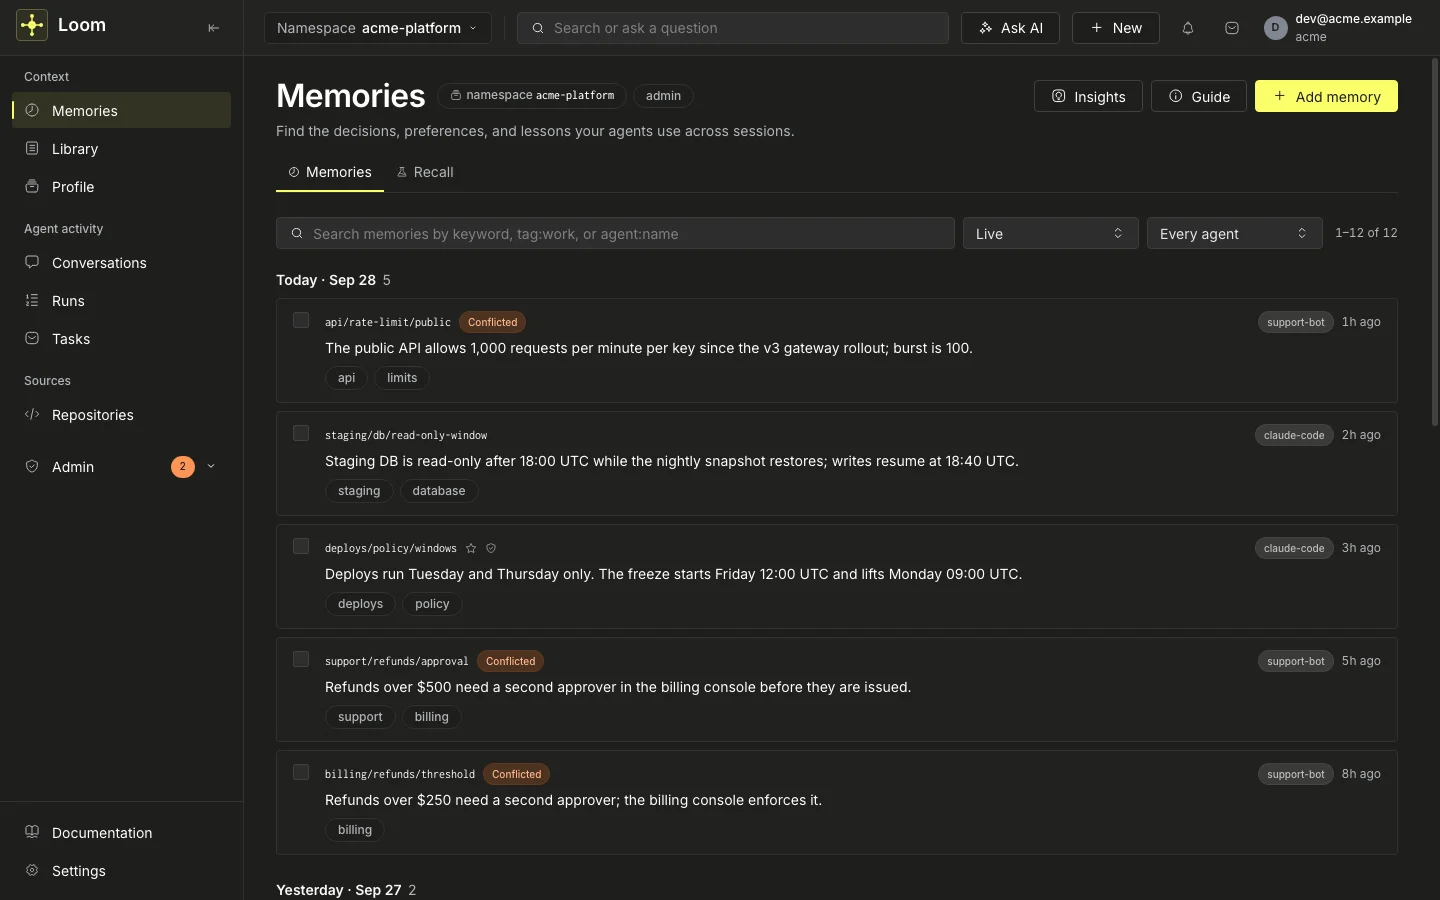 Loom
Namespace acme-platform
Search or ask a question
Ask AI
New
D
dev@acme.example
acme
Context
Memories
Library
Profile
Agent activity
Conversations
Runs
Tasks
Sources
Repositories
Admin 2
Documentation
Settings
Memories
namespace acme-platform
admin
Insights
Guide
Add memory
Find the decisions, preferences, and lessons your agents use across sessions.
Memories
Recall
Search memories by keyword, tag:work, or agent:name
Live
Every agent
1–12 of 12
Today · Sep 28 5
api/rate-limit/public Conflicted support-bot 1h ago
The public API allows 1,000 requests per minute per key since the v3 gateway rollout; burst is 100.
api limits
staging/db/read-only-window claude-code 2h ago
Staging DB is read-only after 18:00 UTC while the nightly snapshot restores; writes resume at 18:40 UTC.
staging database
deploys/policy/windows claude-code 3h ago
Deploys run Tuesday and Thursday only. The freeze starts Friday 12:00 UTC and lifts Monday 09:00 UTC.
deploys policy
support/refunds/approval Conflicted support-bot 5h ago
Refunds over $500 need a second approver in the billing console before they are issued.
support billing
billing/refunds/threshold Conflicted support-bot 8h ago
Refunds over $250 need a second approver; the billing console enforces it.
billing
Yesterday · Sep 27 2